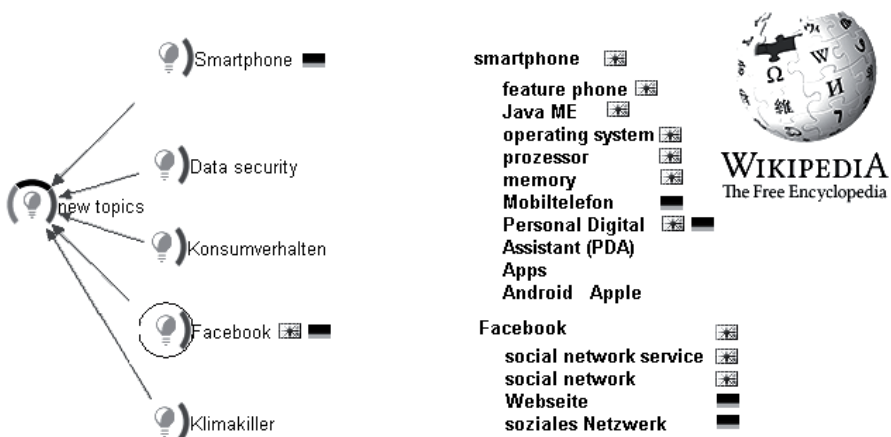 Smartphone
Data security
new topics
Konsumverhalten
Facebook
Klimakiller
smartphone
feature phone
Java ME
operating system
prozessor
memory
Mobiltelefon
Personal Digital
Assistant (PDA)
Apps
Android Apple
Facebook
social network service
social network
Webseite
soziales Netzwerk
Ω
W
И
維
7
WIKIPEDIA
The Free Encyclopedia